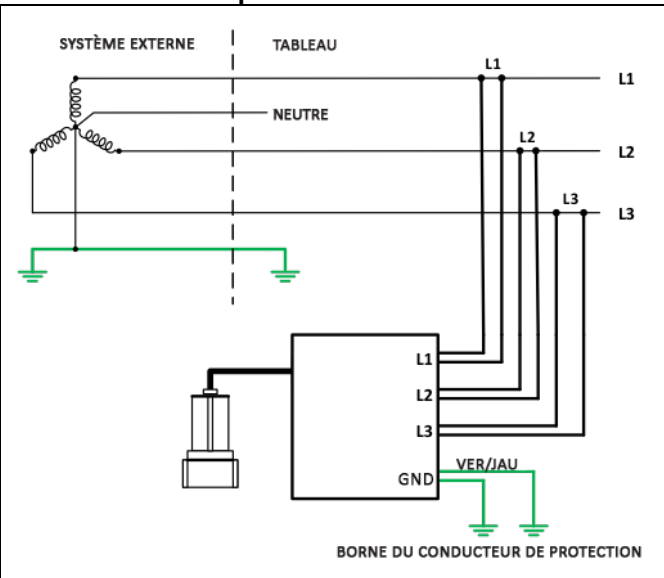 SYSTÈME EXTERNE
TABLEAU
L1
L1
NEUTRE
L2
L2
L3
L3
L1
L2
L3
VER/JAU
GND
BORNE DU CONDUCTEUR DE PROTECTION